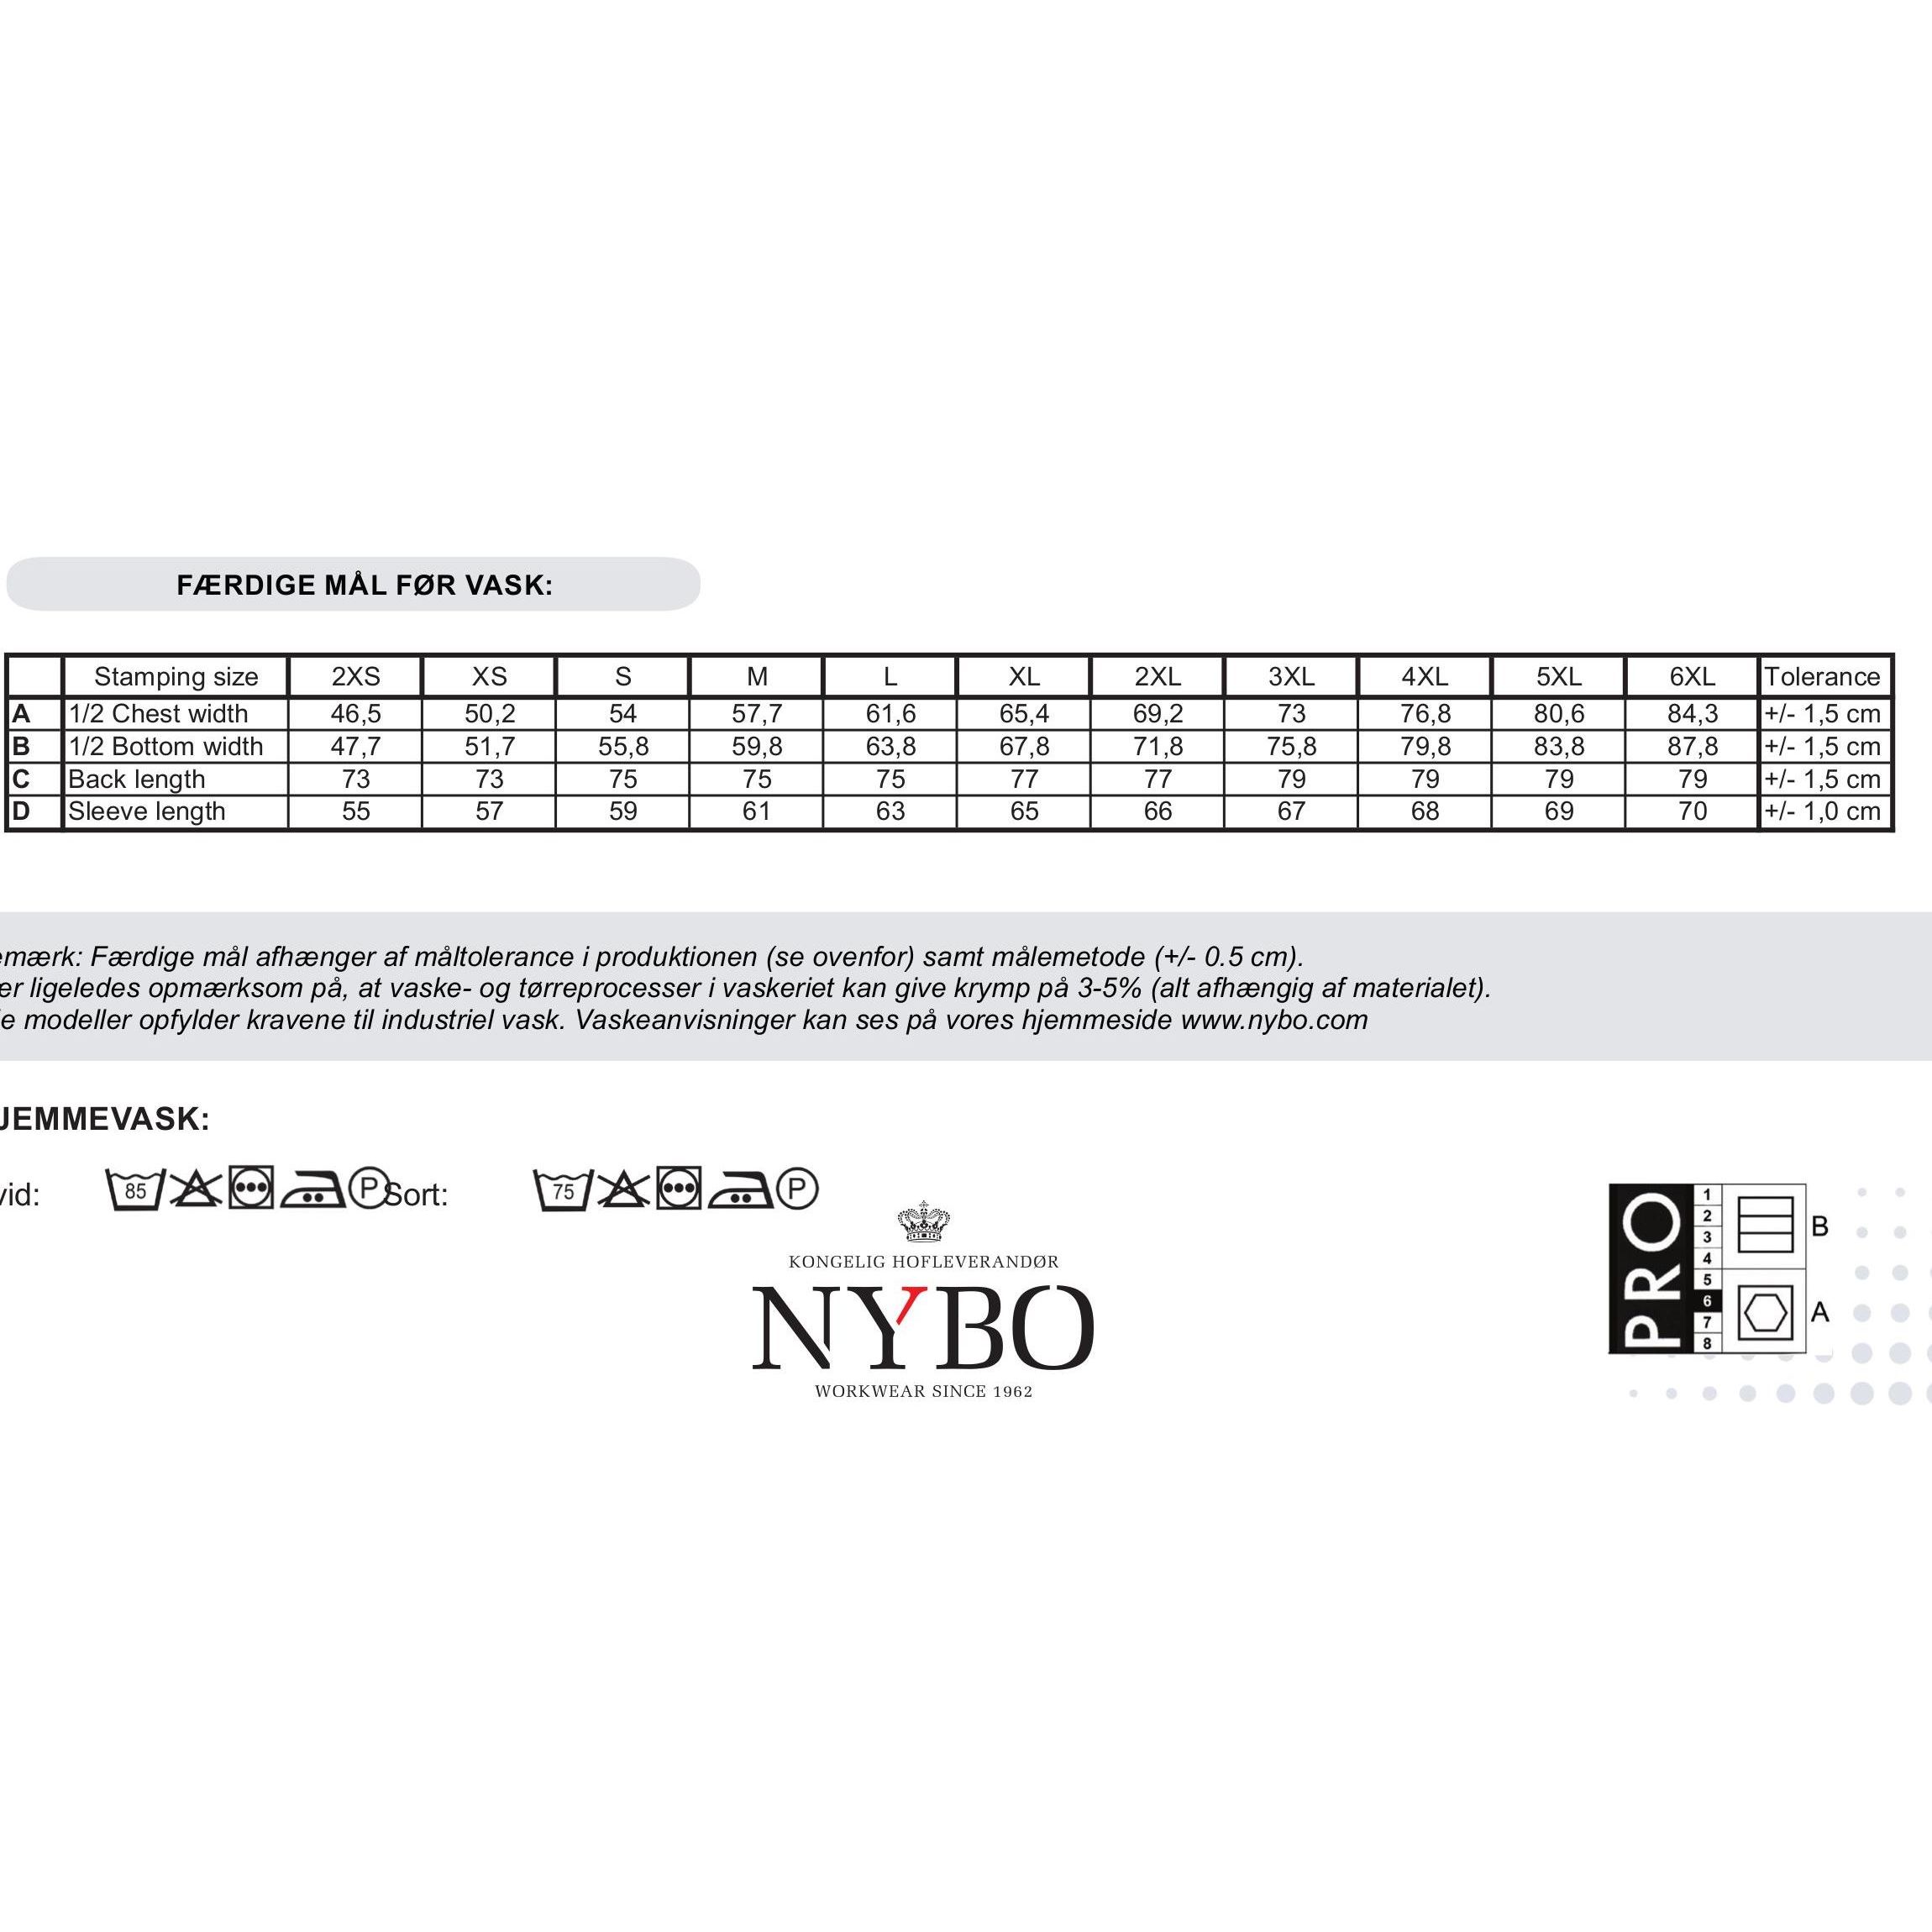 FÆRDIGE MÅL FØR VASK:
Stamping size 2XS XS S M L XL 2XL 3XL 4XL 5XL 6XL Tolerance
A 1/2 Chest width 46,5 50,2 54 57,7 61,6 65,4 69,2 73 76,8 80,6 84,3 +/- 1,5 cm
B 1/2 Bottom width 47,7 51,7 55,8 59,8 63,8 67,8 71,8 75,8 79,8 83,8 87,8 +/- 1,5 cm
C Back length 73 73 75 75 75 77 77 79 79 79 79 +/- 1,5 cm
D Sleeve length 55 57 59 61 63 65 66 67 68 69 70 +/- 1,0 cm
emærk: Færdige mål afhænger af måltolerance i produktionen (se ovenfor) samt målemetode (+/- 0.5 cm).
er ligeledes opmærksom på, at vaske- og tørreprocesser i vaskeriet kan give krymp på 3-5% (alt afhængig af materialet).
e modeller opfylder kravene til industriel vask. Vaskeanvisninger kan ses på vores hjemmeside www.nybo.com
JEMMEVASK:
vid: 85 P Sort: 75 P
KONGELIG HOFLEVERANDØR
NYBO
WORKWEAR SINCE 1962
PRO
1
2
3
4
5
6
7
8
B
A